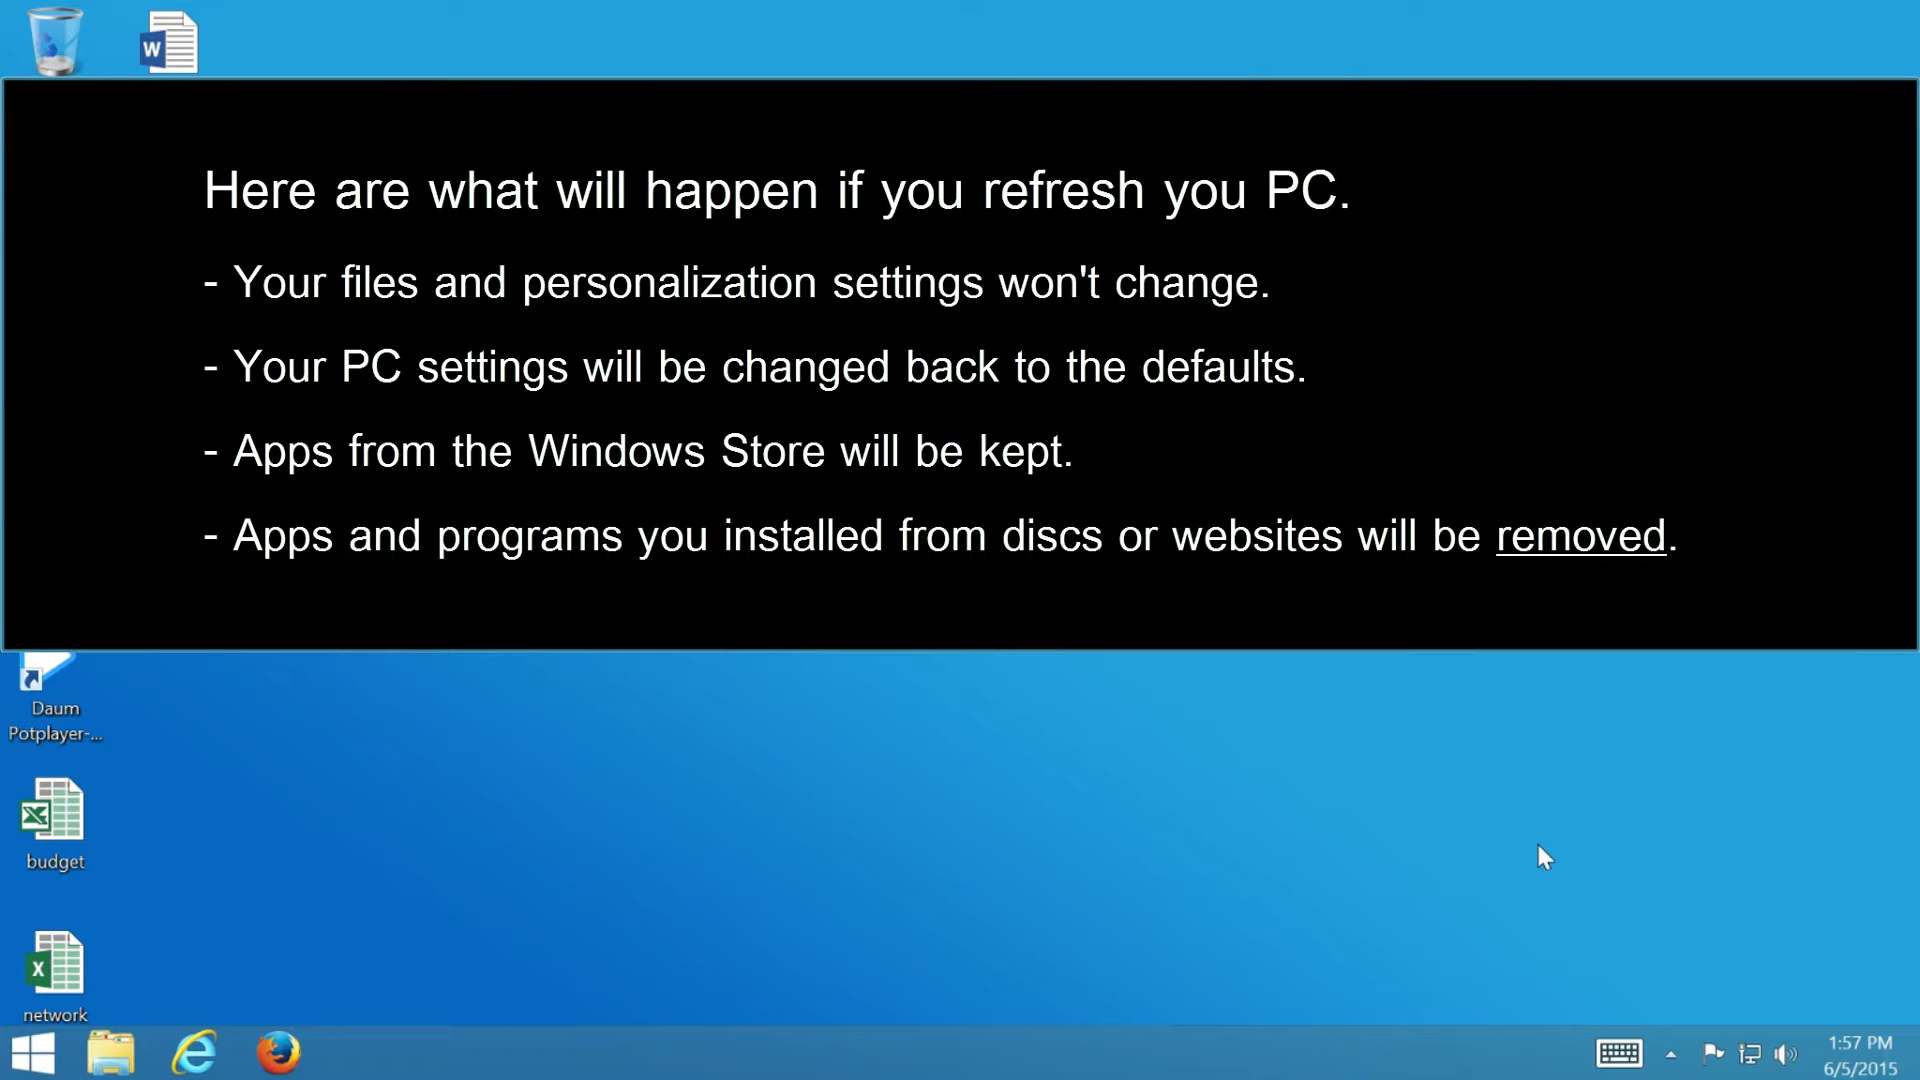 W
Here are what will happen if you refresh you PC.
- Your files and personalization settings won't change.
- Your PC settings will be changed back to the defaults.
- Apps from the Windows Store will be kept.
- Apps and programs you installed from discs or websites will be removed.
Daum
Potplayer-...
X
budget
X
network
1:57 PM
6/5/2015